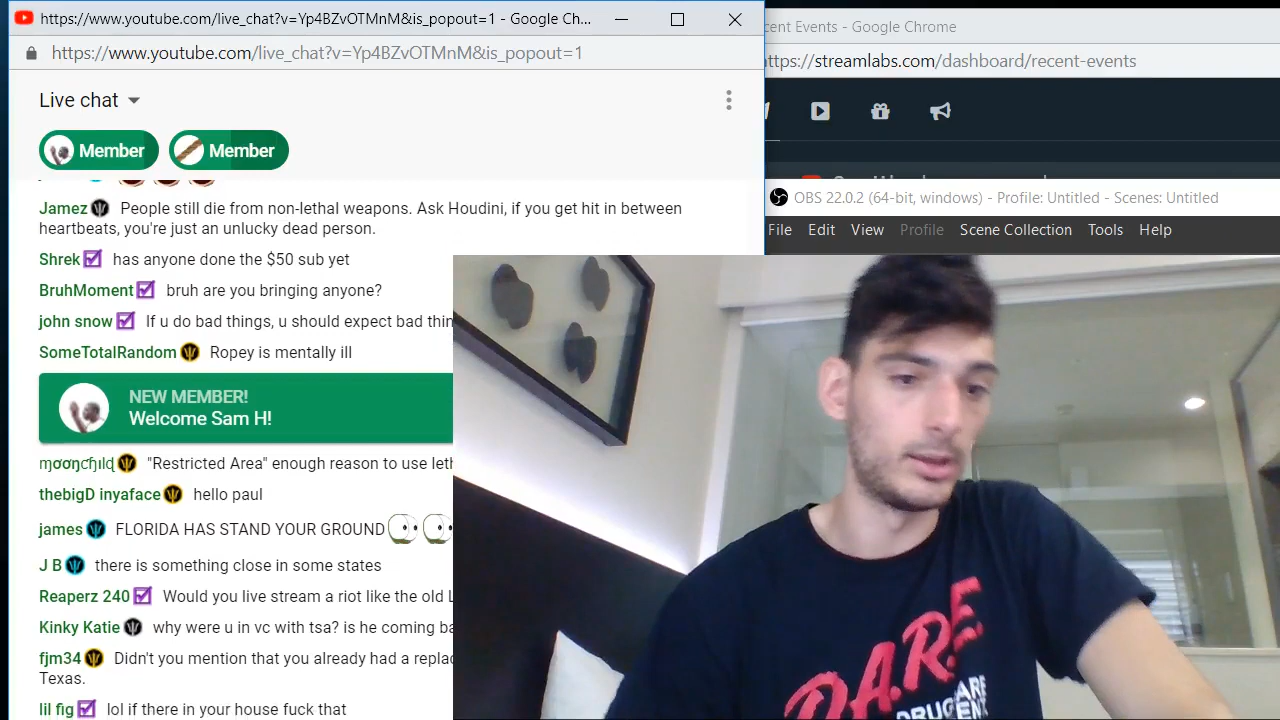 https://www.youtube.com/live_chat?v=Yp4BZvOTMnM&is_popout=1 - Google Ch...
https://www.youtube.com/live_chat?v=Yp4BZvOTMnM&is_popout=1
Live chat
Member Member
Jamez People still die from non-lethal weapons. Ask Houdini, if you get hit in between
heartbeats, you're just an unlucky dead person.
Shrek has anyone done the $50 sub yet
BruhMoment bruh are you bringing anyone?
john snow If u do bad things, u should expect bad thin
SomeTotalRandom Ropey is mentally ill
NEW MEMBER!
Welcome Sam H!
"Restricted Area" enough reason to use leth
thebigD inyaface hello paul
james FLORIDA HAS STAND YOUR GROUND
J B there is something close in some states
Reaperz 240 Would you live stream a riot like the old L
Kinky Katie why were u in vc with tsa? is he coming ba
fjm34 Didn't you mention that you already had a repla
Texas.
lil fig lol if there in your house fuck that
cent Events - Google Chrome
https://streamlabs.com/dashboard/recent-events
OBS 22.0.2 (64-bit, windows) - Profile: Untitled - Scenes: Untitled
File Edit View Profile Scene Collection Tools Help
D.A.R.E